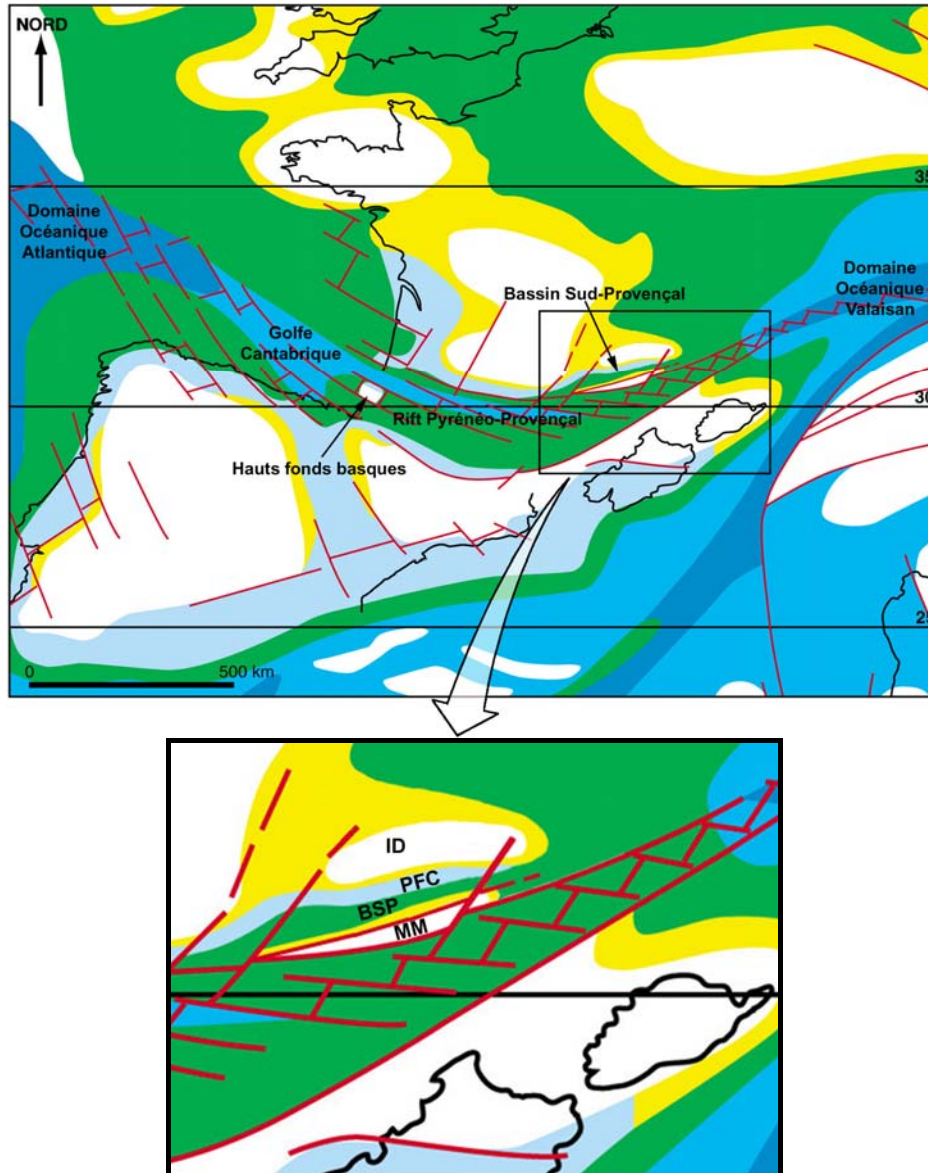 NORD
35
Domaine
Océanique
Atlantique
Domaine
Océanique
Valaisan
Bassin Sud-Provençal
Golfe
Cantabrique
30
Rift Pyrénéo-Provençal
Hauts fonds basques
25
0
500 km
ID
PFC
BSP
MM